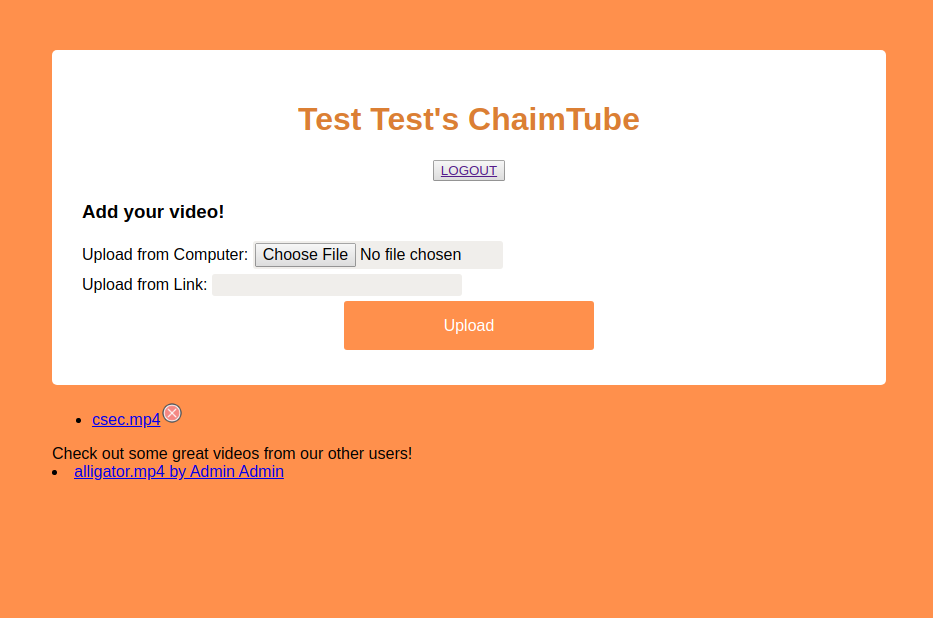 Test Test's ChaimTube
LOGOUT
Add your video!
Upload from Computer: Choose File No file chosen
Upload from Link:
Upload
csec.mp4
Check out some great videos from our other users!
alligator.mp4 by Admin Admin